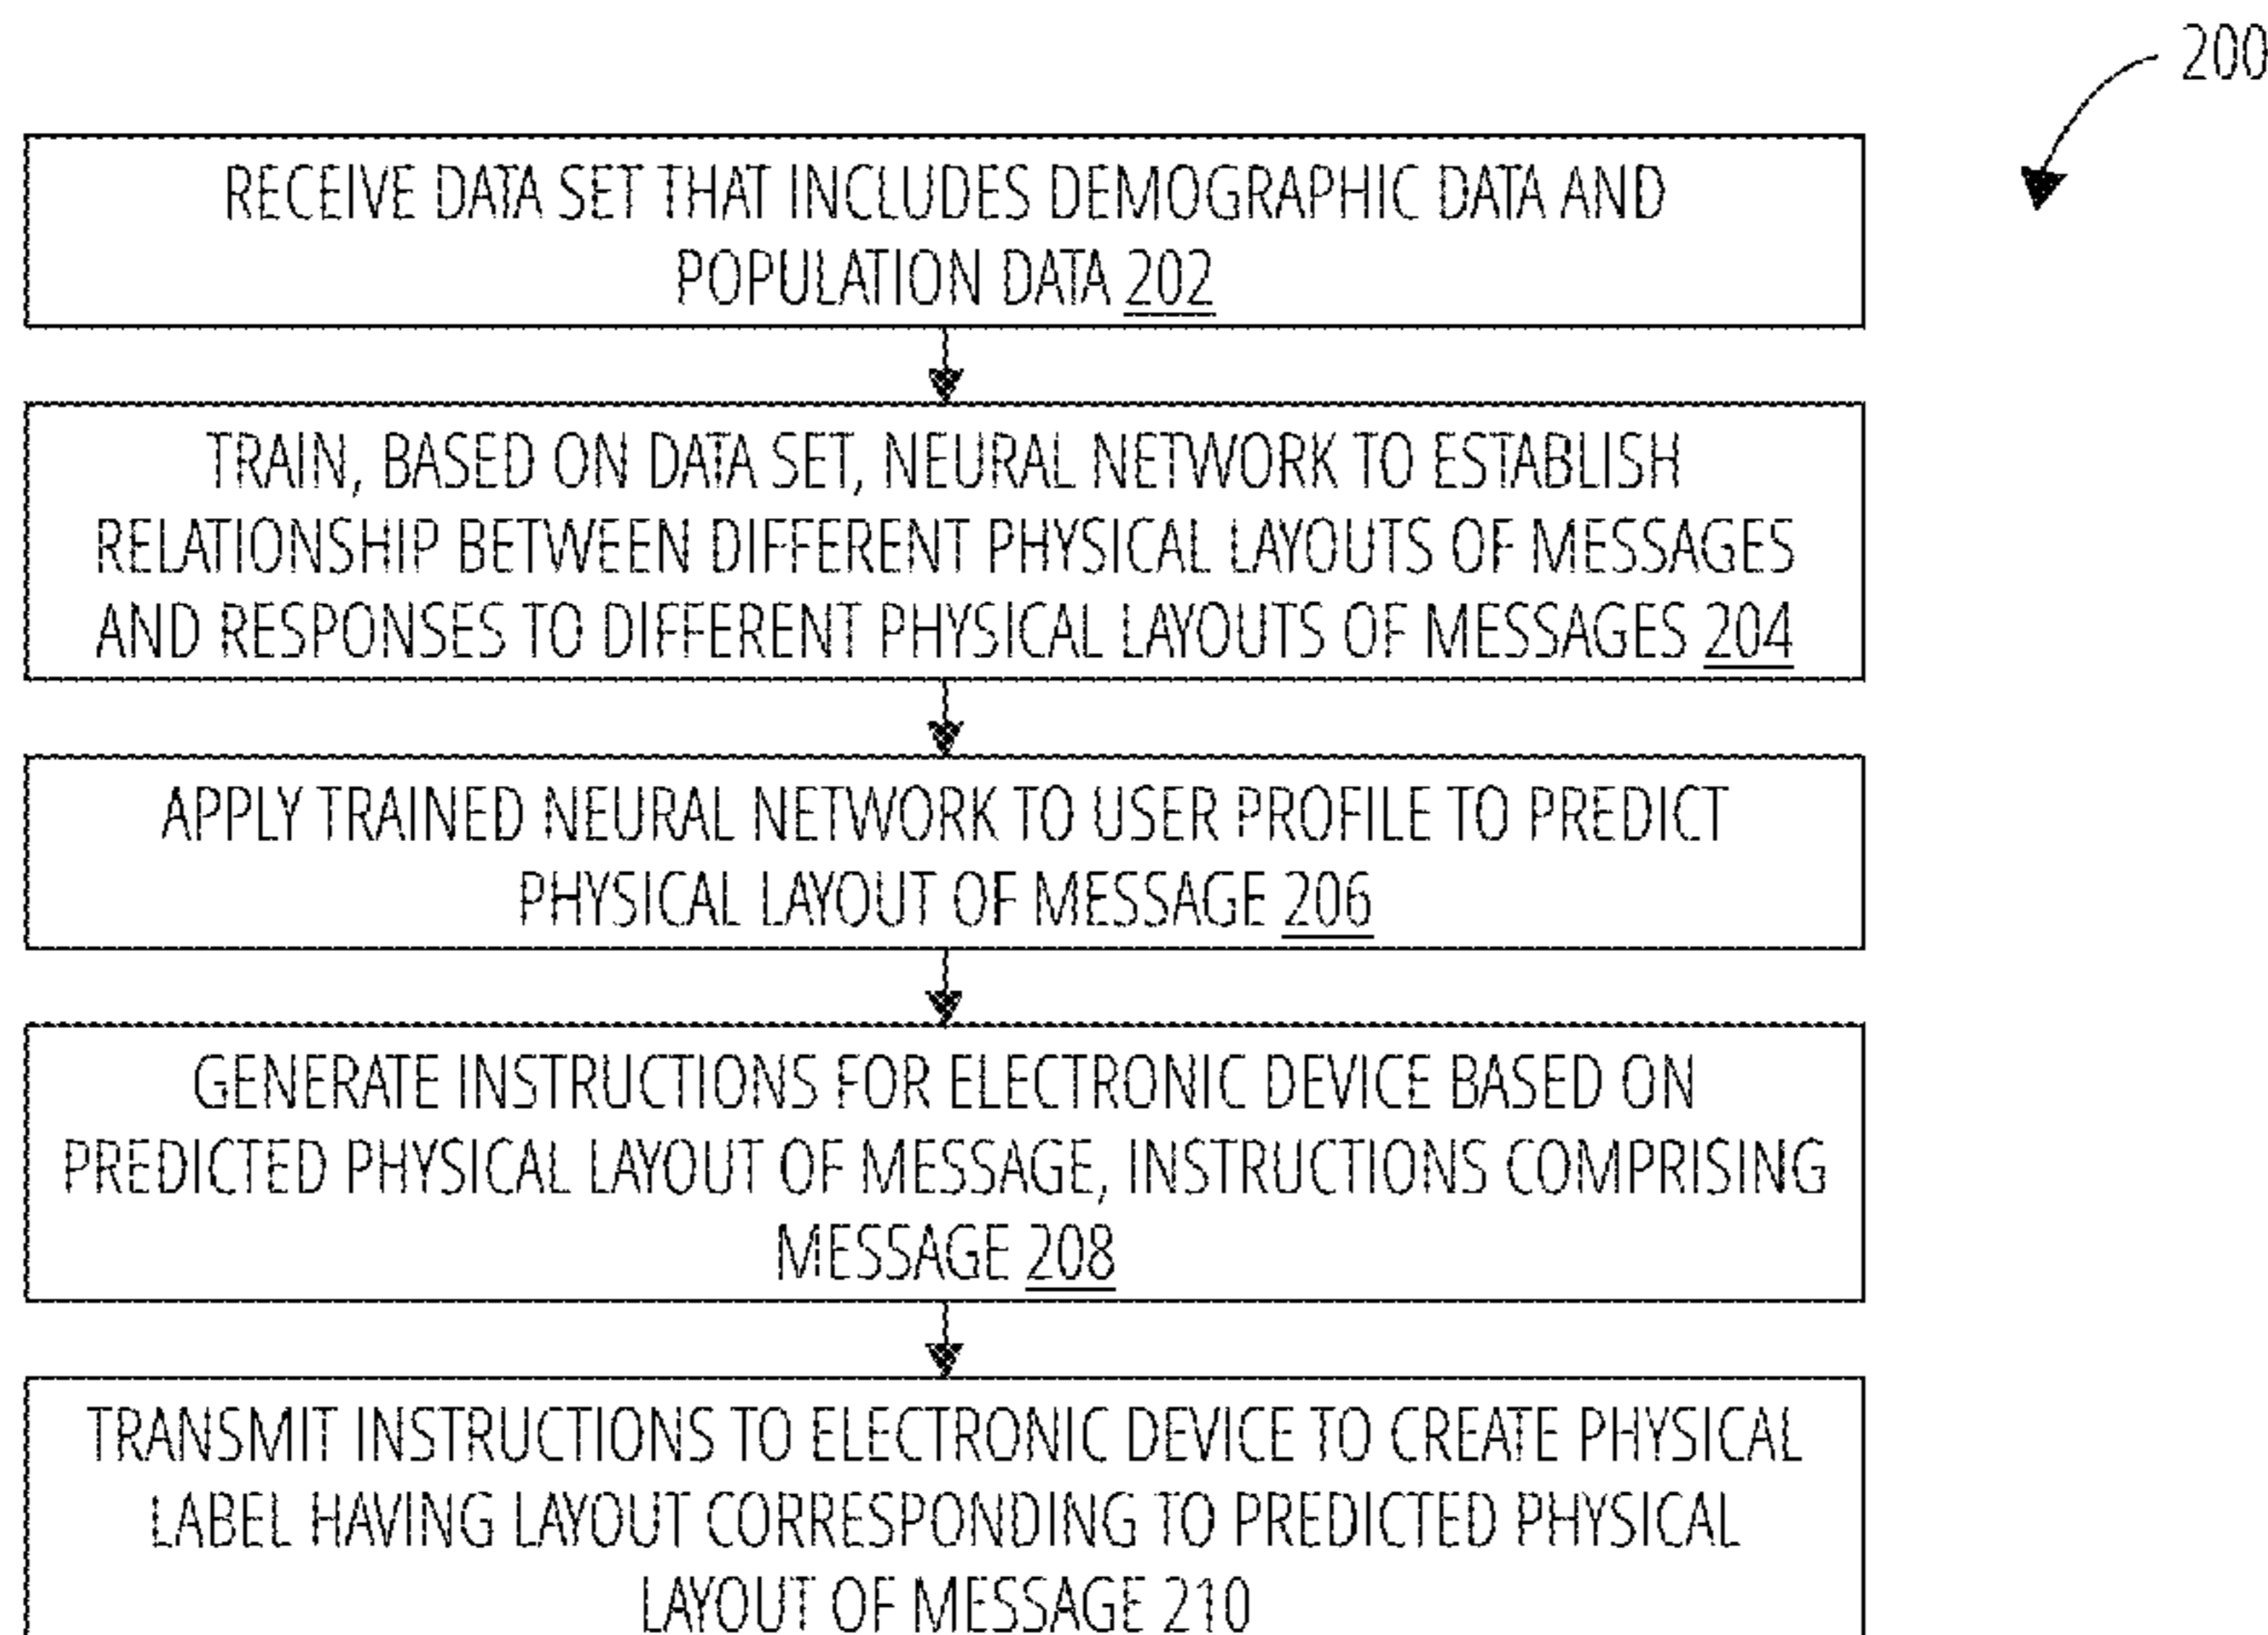 200
RECEIVE DATA SET THAT INCLUDES DEMOGRAPHIC DATA AND
POPULATION DATA 202
TRAIN, BASED ON DATA SET, NEURAL NETWORK TO ESTABLISH
RELATIONSHIP BETWEEN DIFFERENT PHYSICAL LAYOUTS OF MESSAGES
AND RESPONSES TO DIFFERENT PHYSICAL LAYOUTS OF MESSAGES 204
APPLY TRAINED NEURAL NETWORK TO USER PROFILE TO PREDICT
PHYSICAL LAYOUT OF MESSAGE 206
GENERATE INSTRUCTIONS FOR ELECTRONIC DEVICE BASED ON
PREDICTED PHYSICAL LAYOUT OF MESSAGE, INSTRUCTIONS COMPRISING
MESSAGE 208
TRANSMIT INSTRUCTIONS TO ELECTRONIC DEVICE TO CREATE PHYSICAL
LABEL HAVING LAYOUT CORRESPONDING TO PREDICTED PHYSICAL
LAYOUT OF MESSAGE 210